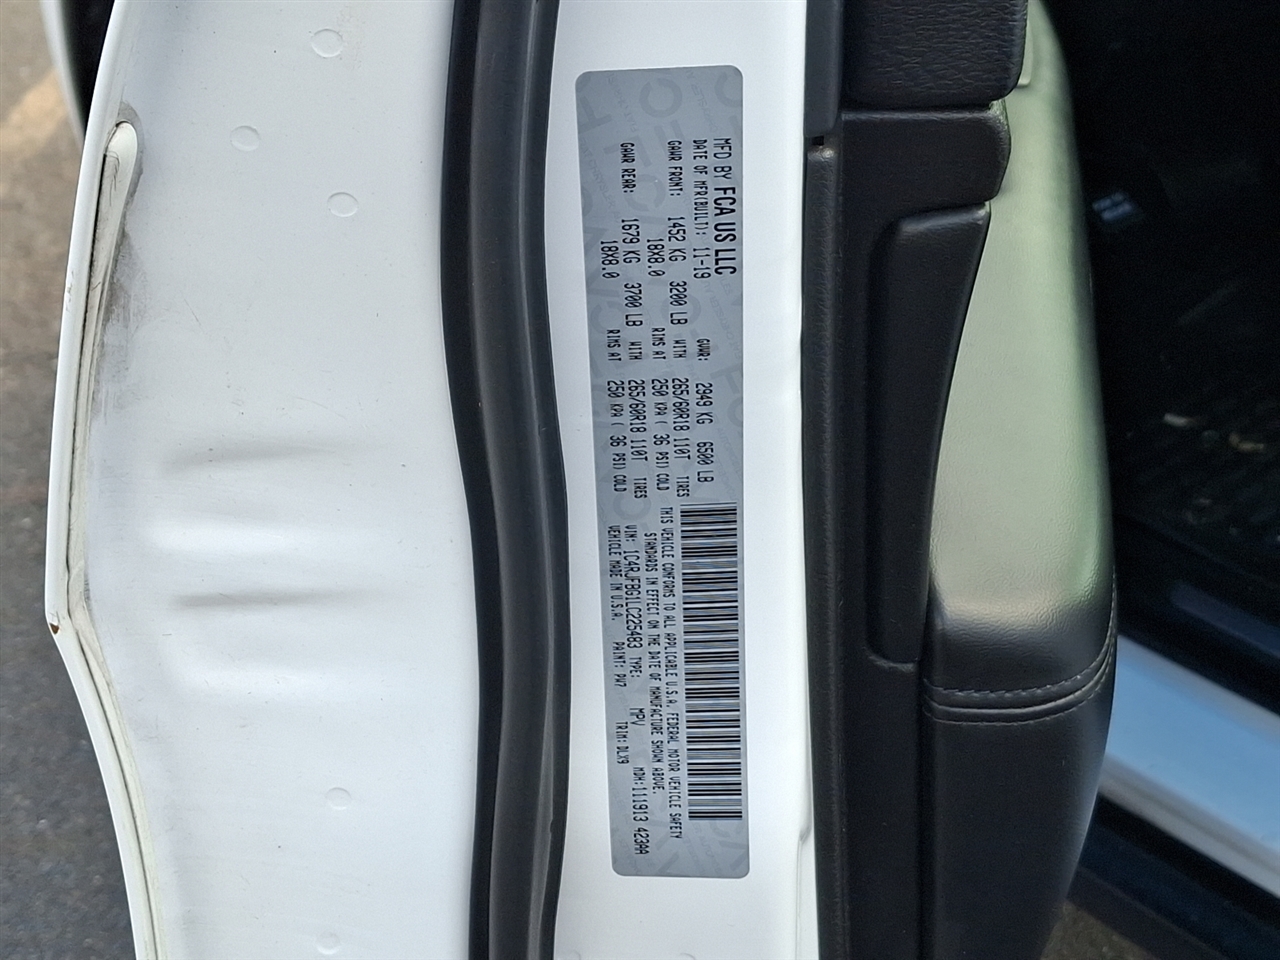 MFD BY FCA US LLC
DATE OF MFR(BUILT): 11-19 GVWR: 2949 KG 6500 LB
GAWR FRONT: 1452 KG 3200 LB WITH 265/60R18 110T TIRES
18X8.0 RIMS AT 250 KPA ( 36 PSI) COLD
GAWR REAR: 1679 KG 3700 LB WITH 265/60R18 110T TIRES
18X8.0 RIMS AT 250 KPA ( 36 PSI) COLD
THIS VEHICLE CONFORMS TO ALL APPLICABLE U.S.A. FEDERAL MOTOR VEHICLE SAFETY
STANDARDS IN EFFECT ON THE DATE OF MANUFACTURE SHOWN ABOVE.
VIN: 1C4RJFBG1LC225483 TYPE: MPV MDH:111913 423AA
VEHICLE MADE IN U.S.A. PAINT: PW7 TRIM: DLX9